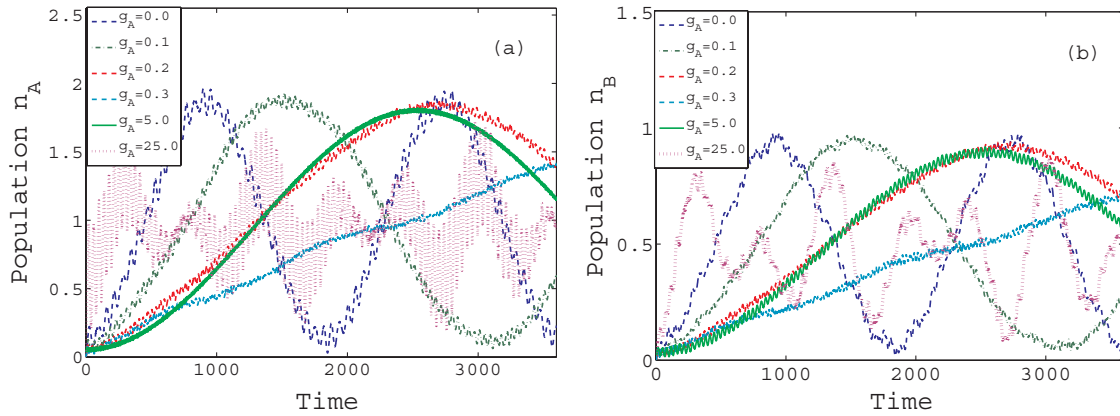 2.5
2
1.5
1
0.5
0
0
1000
2000
3000
Population n_A
Time
(a)
g_A=0.0
g_A=0.1
g_A=0.2
g_A=0.3
g_A=5.0
g_A=25.0
1.5
1
0.5
0
0
1000
2000
3000
Population n_B
Time
(b)
g_A=0.0
g_A=0.1
g_A=0.2
g_A=0.3
g_A=5.0
g_A=25.0